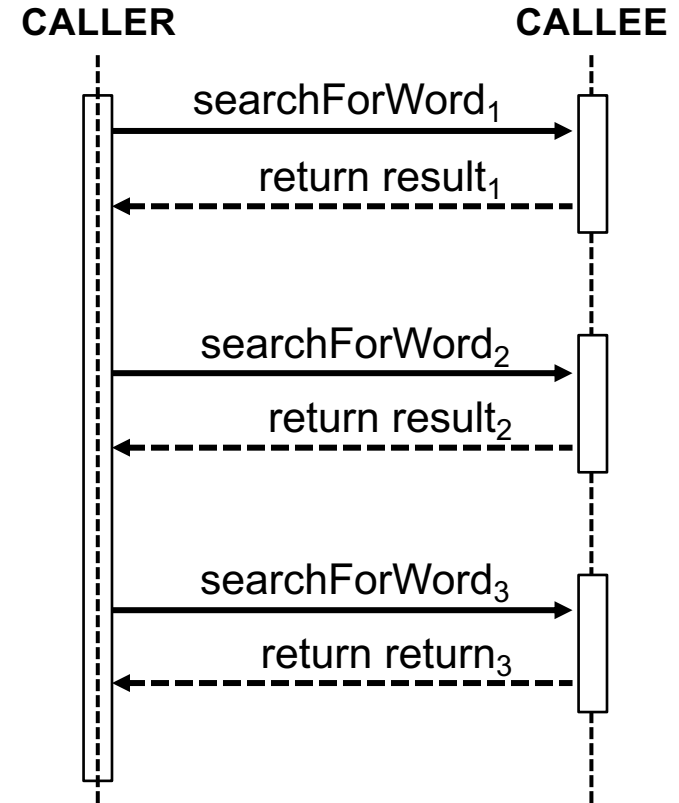 CALLER CALLEE
searchForWord₁
return result₁
searchForWord₂
return result₂
searchForWord₃
return return₃